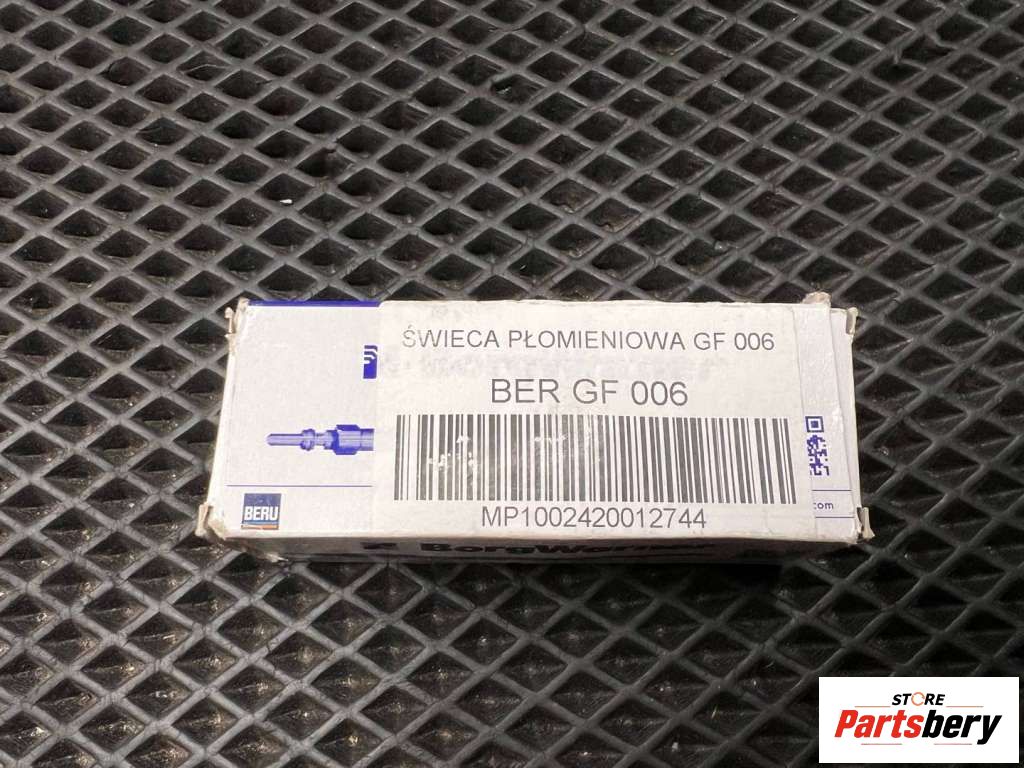 ŚWIECA PŁOMIENIOWA GF 006
BER GF 006
MP1002420012744
BERU
.com
BorgWarner
STORE
Partsbery